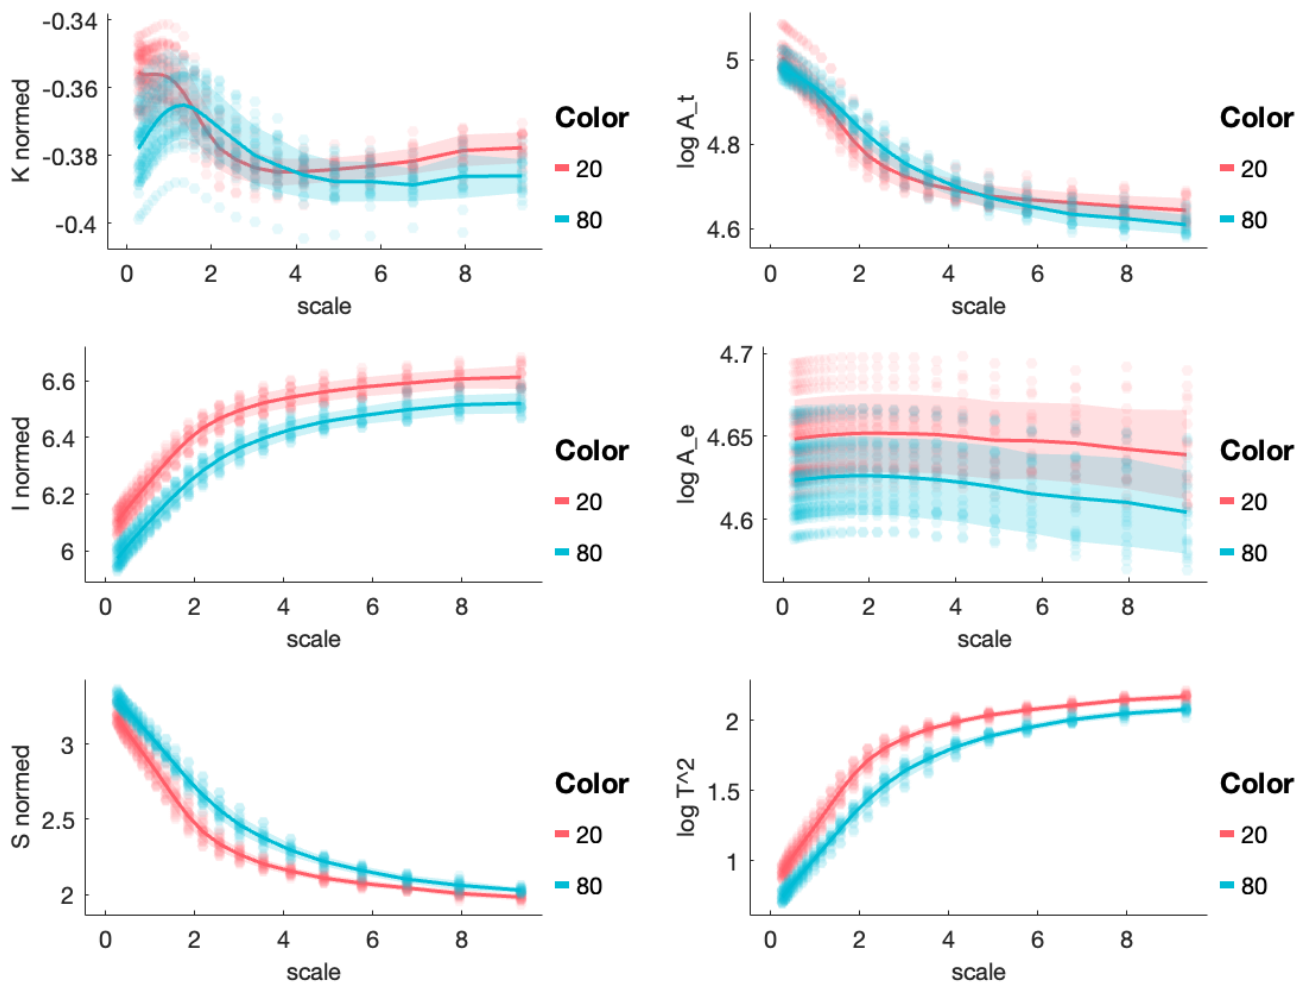 K normed
-0.34
-0.36
-0.38
-0.4
0 2 4 6 8
scale
Color
20
80
log A_t
5
4.8
4.6
0 2 4 6 8
scale
Color
20
80
I normed
6.6
6.4
6.2
6
0 2 4 6 8
scale
Color
20
80
log A_e
4.7
4.65
4.6
0 2 4 6 8
scale
Color
20
80
S normed
3
2.5
2
0 2 4 6 8
scale
Color
20
80
log T^2
2
1.5
1
0 2 4 6 8
scale
Color
20
80